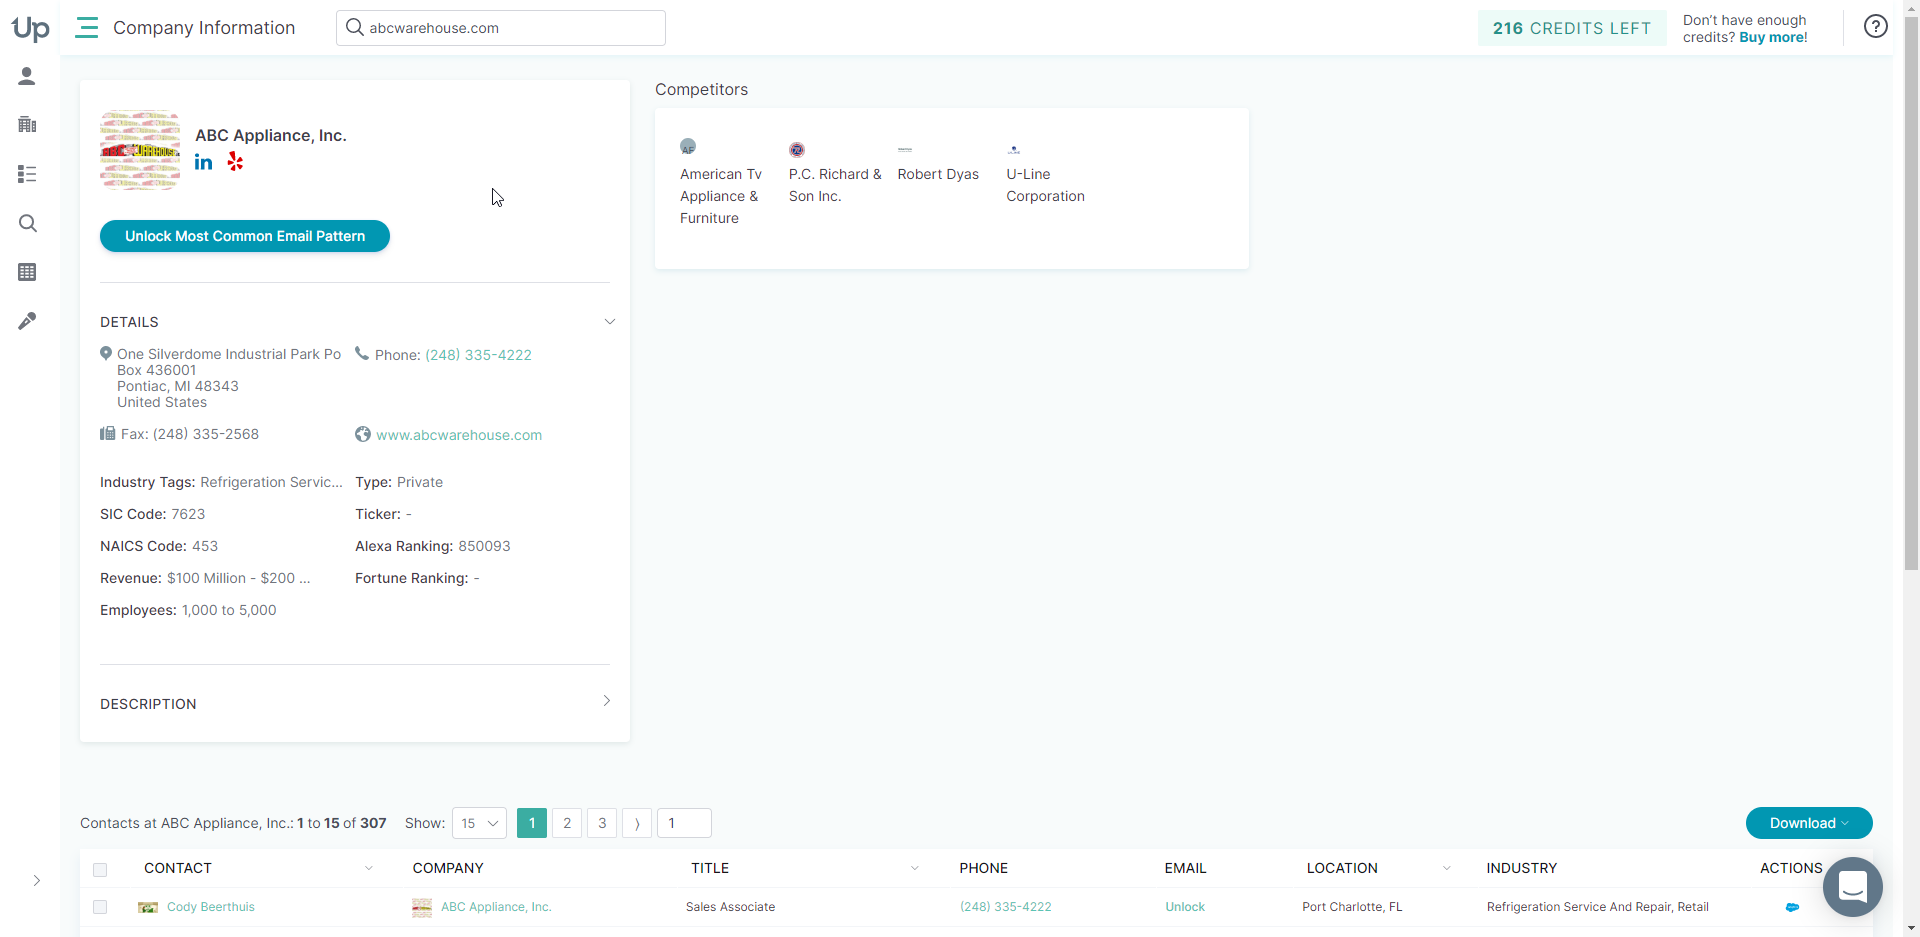 Up
Company Information
abcwarehouse.com
216 CREDITS LEFT
Don't have enough
credits? Buy more!
?
ABC WAREHOUSE
ABC Appliance, Inc.
in
Unlock Most Common Email Pattern
DETAILS
One Silverdome Industrial Park Po
Box 436001
Pontiac, MI 48343
United States
Phone: (248) 335-4222
Fax: (248) 335-2568
www.abcwarehouse.com
Industry Tags: Refrigeration Servic...
Type: Private
SIC Code: 7623
Ticker: -
NAICS Code: 453
Alexa Ranking: 850093
Revenue: $100 Million - $200 ...
Fortune Ranking: -
Employees: 1,000 to 5,000
DESCRIPTION
Competitors
AF
American Tv
Appliance &
Furniture
P.C. Richard &
Son Inc.
Robert Dyas
U-Line
Corporation
Contacts at ABC Appliance, Inc.: 1 to 15 of 307
Show: 15
1 2 3 ⟩ 1
Download
CONTACT COMPANY TITLE PHONE EMAIL LOCATION INDUSTRY ACTIONS
Cody Beerthuis ABC Appliance, Inc. Sales Associate (248) 335-4222 Unlock Port Charlotte, FL Refrigeration Service And Repair, Retail